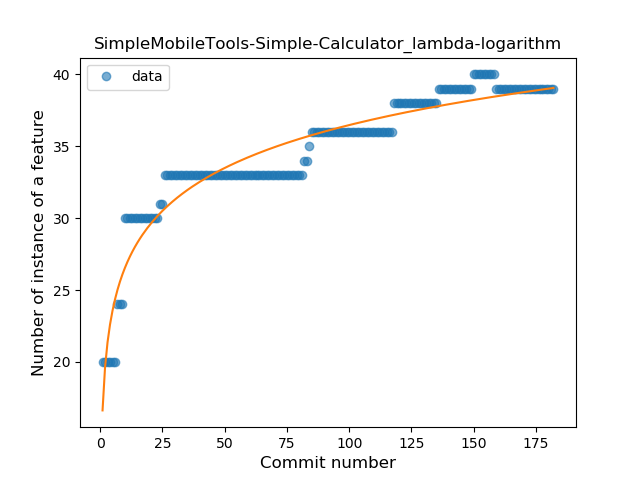 SimpleMobileTools-Simple-Calculator_lambda-logarithm
data
Number of instance of a feature
40
35
30
25
20
0 25 50 75 100 125 150 175
Commit number